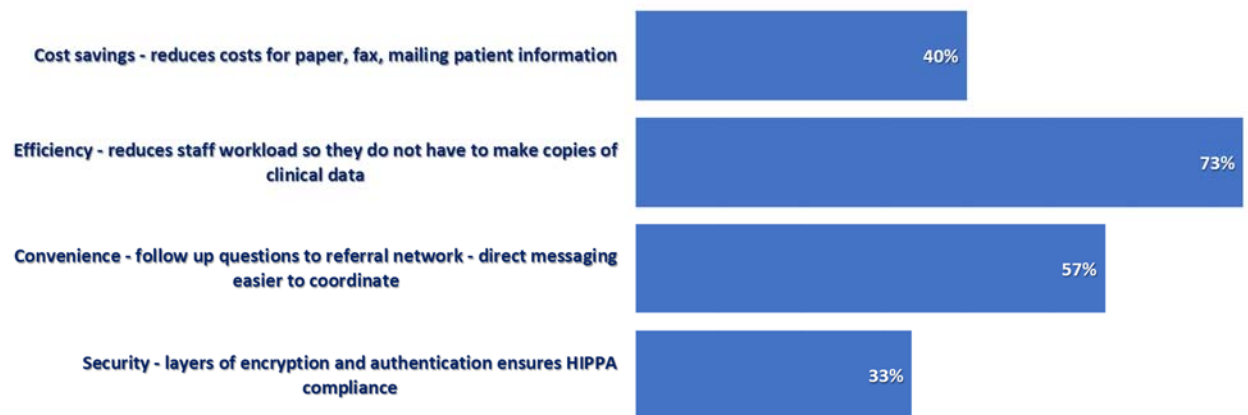 Cost savings - reduces costs for paper, fax, mailing patient information
40%
Efficiency - reduces staff workload so they do not have to make copies of
clinical data
73%
Convenience - follow up questions to referral network - direct messaging
easier to coordinate
57%
Security - layers of encryption and authentication ensures HIPPA
compliance
33%